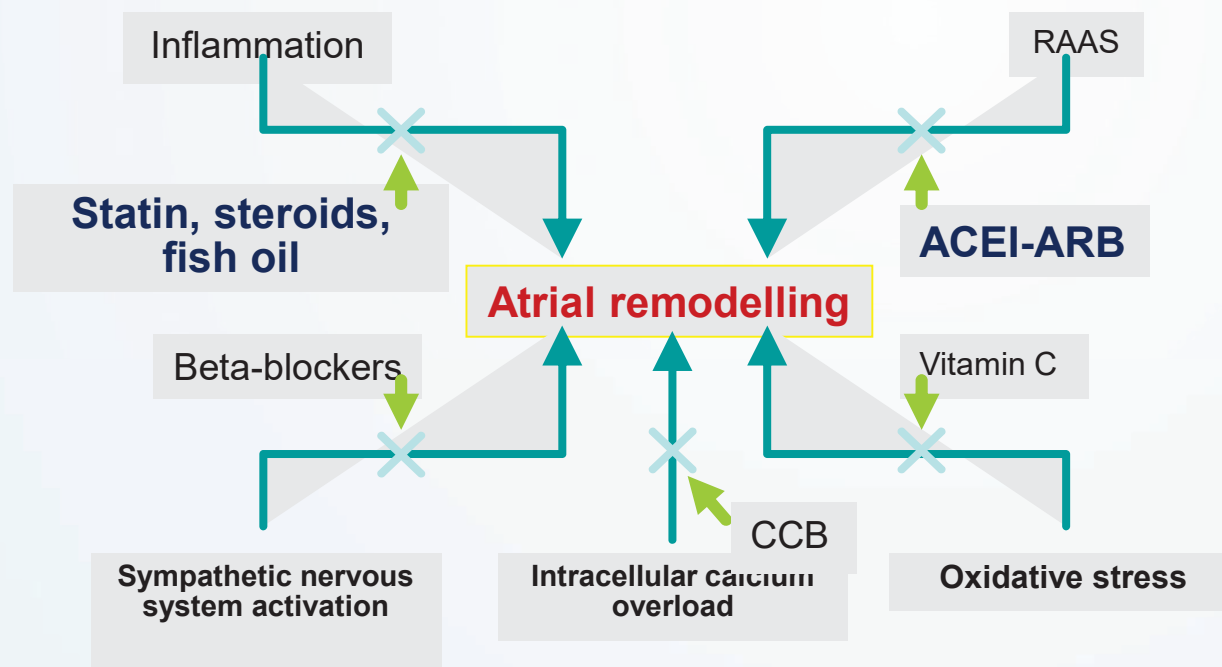 Inflammation
RAAS
Statin, steroids,
fish oil
ACEI-ARB
Atrial remodelling
Beta-blockers
Vitamin C
CCB
Sympathetic nervous
system activation
Intracellular calcium
overload
Oxidative stress